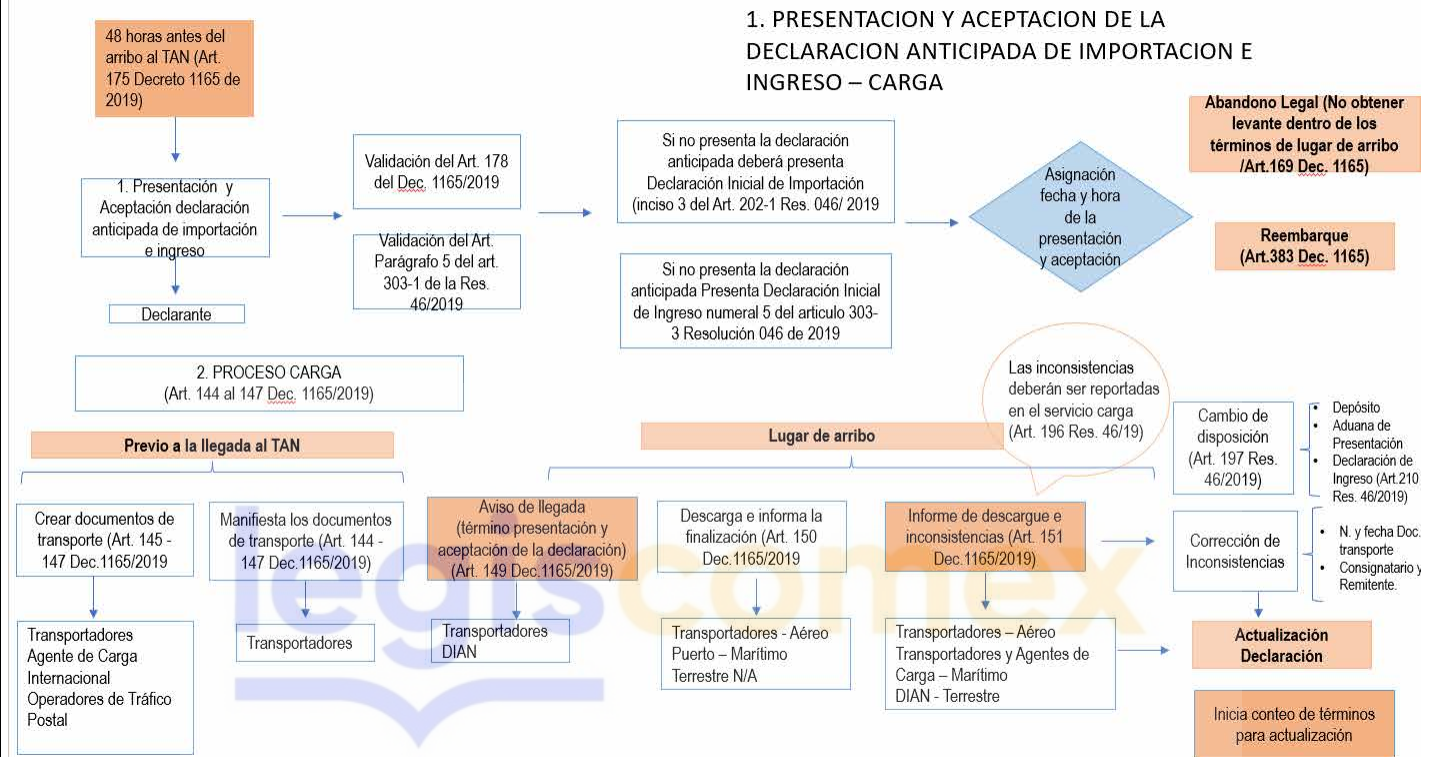 1. PRESENTACION Y ACEPTACION DE LA
DECLARACION ANTICIPADA DE IMPORTACION E
INGRESO – CARGA
48 horas antes del
arribo al TAN (Art.
175 Decreto 1165 de
2019)
1. Presentación y
Aceptación declaración
anticipada de importación
e ingreso
Declarante
Validación del Art. 178
del Dec. 1165/2019
Validación del Art.
Parágrafo 5 del art.
303-1 de la Res.
46/2019
Si no presenta la declaración
anticipada deberá presenta
Declaración Inicial de Importación
(inciso 3 del Art. 202-1 Res. 046/ 2019
Si no presenta la declaración
anticipada Presenta Declaración Inicial
de Ingreso numeral 5 del articulo 303-
3 Resolución 046 de 2019
Asignación
fecha y hora
de la
presentación
y aceptación
Abandono Legal (No obtener
levante dentro de los
términos de lugar de arribo
/Art.169 Dec. 1165)
Reembarque
(Art.383 Dec. 1165)
2. PROCESO CARGA
(Art. 144 al 147 Dec. 1165/2019)
Previo a la llegada al TAN
Crear documentos de
transporte (Art. 145 -
147 Dec.1165/2019
Manifiesta los documentos
de transporte (Art. 144 -
147 Dec.1165/2019)
Transportadores
Agente de Carga
Internacional
Operadores de Tráfico
Postal
Transportadores
Lugar de arribo
Aviso de llegada
(término presentación y
aceptación de la declaración)
(Art. 149 Dec.1165/2019)
Transportadores
DIAN
Descarga e informa la
finalización (Art. 150
Dec.1165/2019)
Transportadores - Aéreo
Puerto – Marítimo
Terrestre N/A
Las inconsistencias
deberán ser reportadas
en el servicio carga
(Art. 196 Res. 46/19)
Informe de descargue e
inconsistencias (Art. 151
Dec.1165/2019)
Transportadores – Aéreo
Transportadores y Agentes de
Carga – Marítimo
DIAN - Terrestre
Cambio de
disposición
(Art. 197 Res.
46/2019)
• Depósito
• Aduana de
Presentación
• Declaración de
Ingreso (Art.210
Res. 46/2019)
Corrección de
Inconsistencias
• N. y fecha Doc.
transporte
• Consignatario y
Remitente.
Actualización
Declaración
Inicia conteo de términos
para actualización
legiscomex